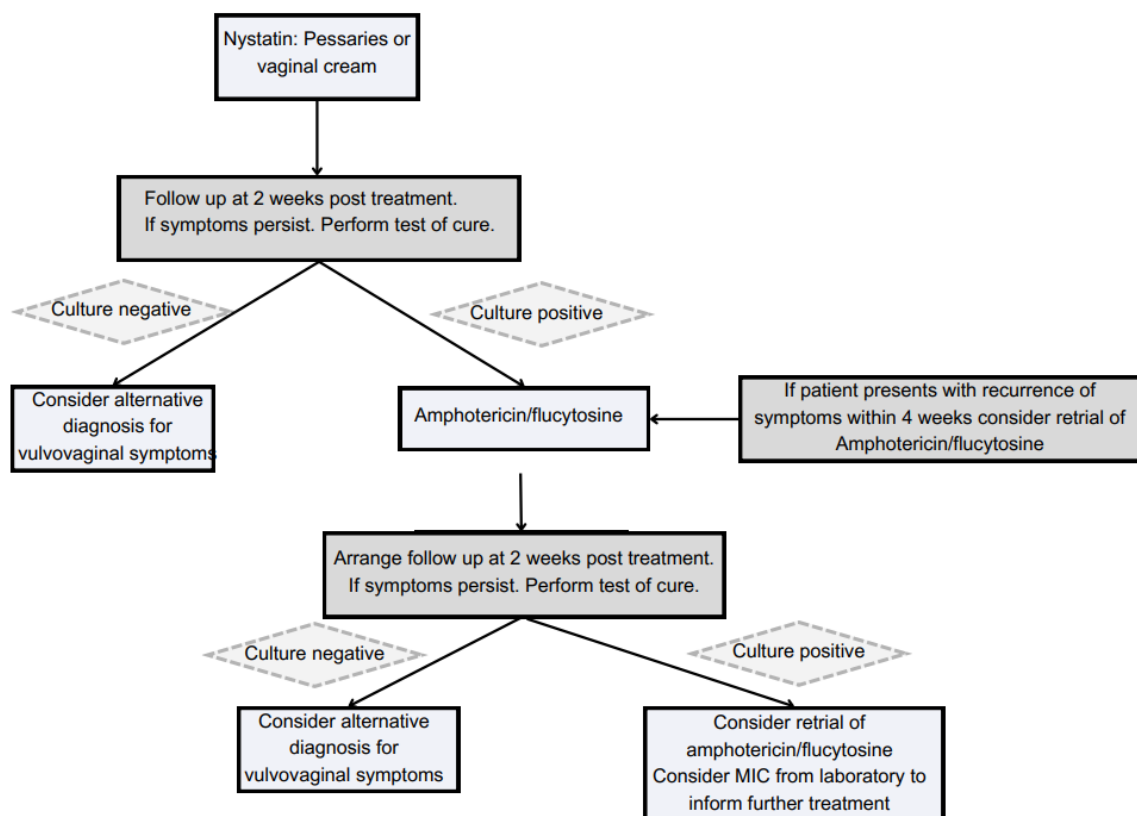 Nystatin: Pessaries or
vaginal cream
Follow up at 2 weeks post treatment.
If symptoms persist. Perform test of cure.
Culture negative
Culture positive
Consider alternative
diagnosis for
vulvovaginal symptoms
Amphotericin/flucytosine
If patient presents with recurrence of
symptoms within 4 weeks consider retrial of
Amphotericin/flucytosine
Arrange follow up at 2 weeks post treatment.
If symptoms persist. Perform test of cure.
Culture negative
Culture positive
Consider alternative
diagnosis for
vulvovaginal symptoms
Consider retrial of
amphotericin/flucytosine
Consider MIC from laboratory to
inform further treatment